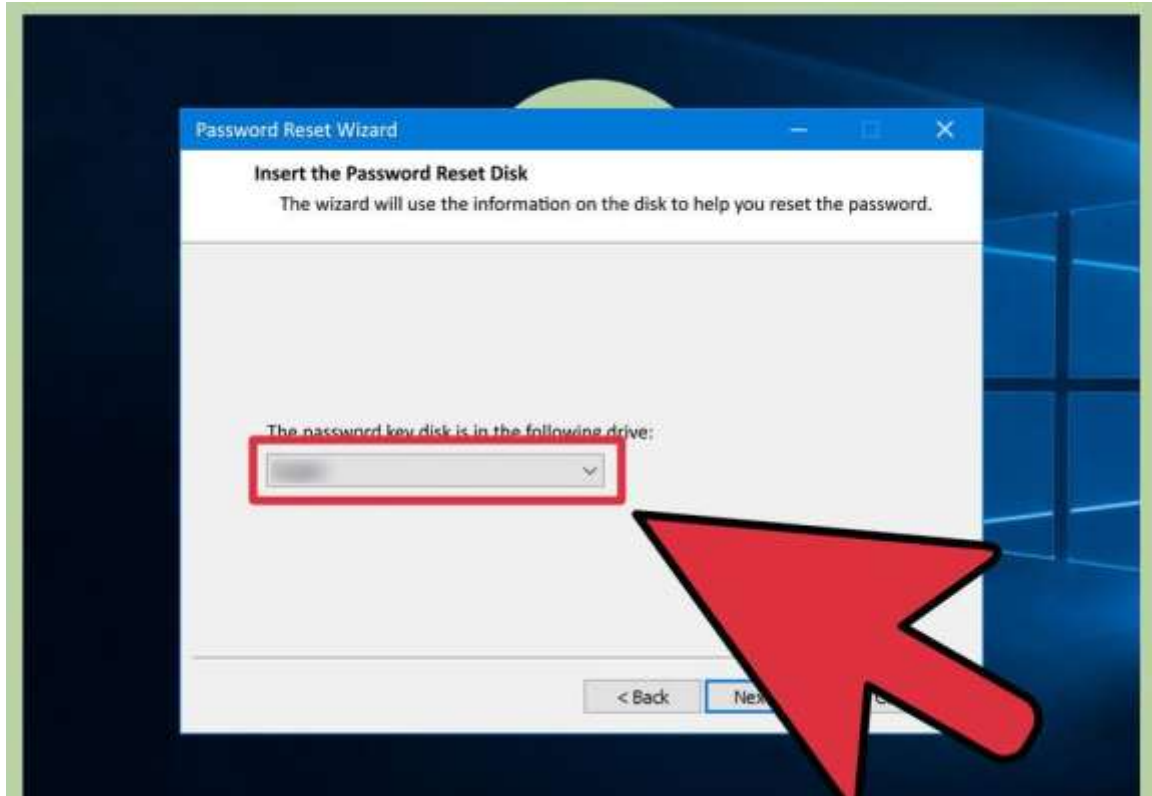 Password Reset Wizard
Insert the Password Reset Disk
The wizard will use the information on the disk to help you reset the password.
The password key disk is in the following drive:
< Back